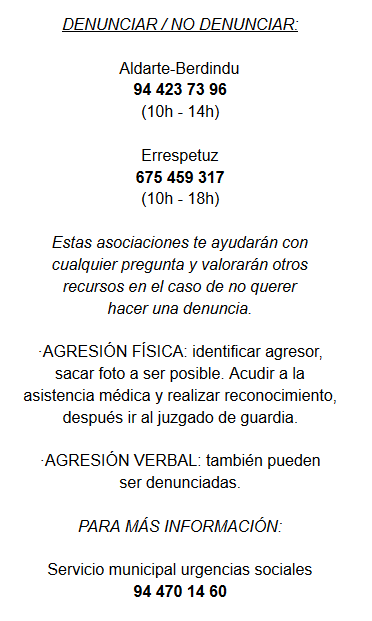 DENUNCIAR / NO DENUNCIAR:
Aldarte-Berdindu
94 423 73 96
(10h - 14h)
Errespetuz
675 459 317
(10h - 18h)
Estas asociaciones te ayudarán con
cualquier pregunta y valorarán otros
recursos en el caso de no querer
hacer una denuncia.
·AGRESIÓN FÍSICA: identificar agresor,
sacar foto a ser posible. Acudir a la
asistencia médica y realizar reconocimiento,
después ir al juzgado de guardia.
·AGRESIÓN VERBAL: también pueden
ser denunciadas.
PARA MÁS INFORMACIÓN:
Servicio municipal urgencias sociales
94 470 14 60